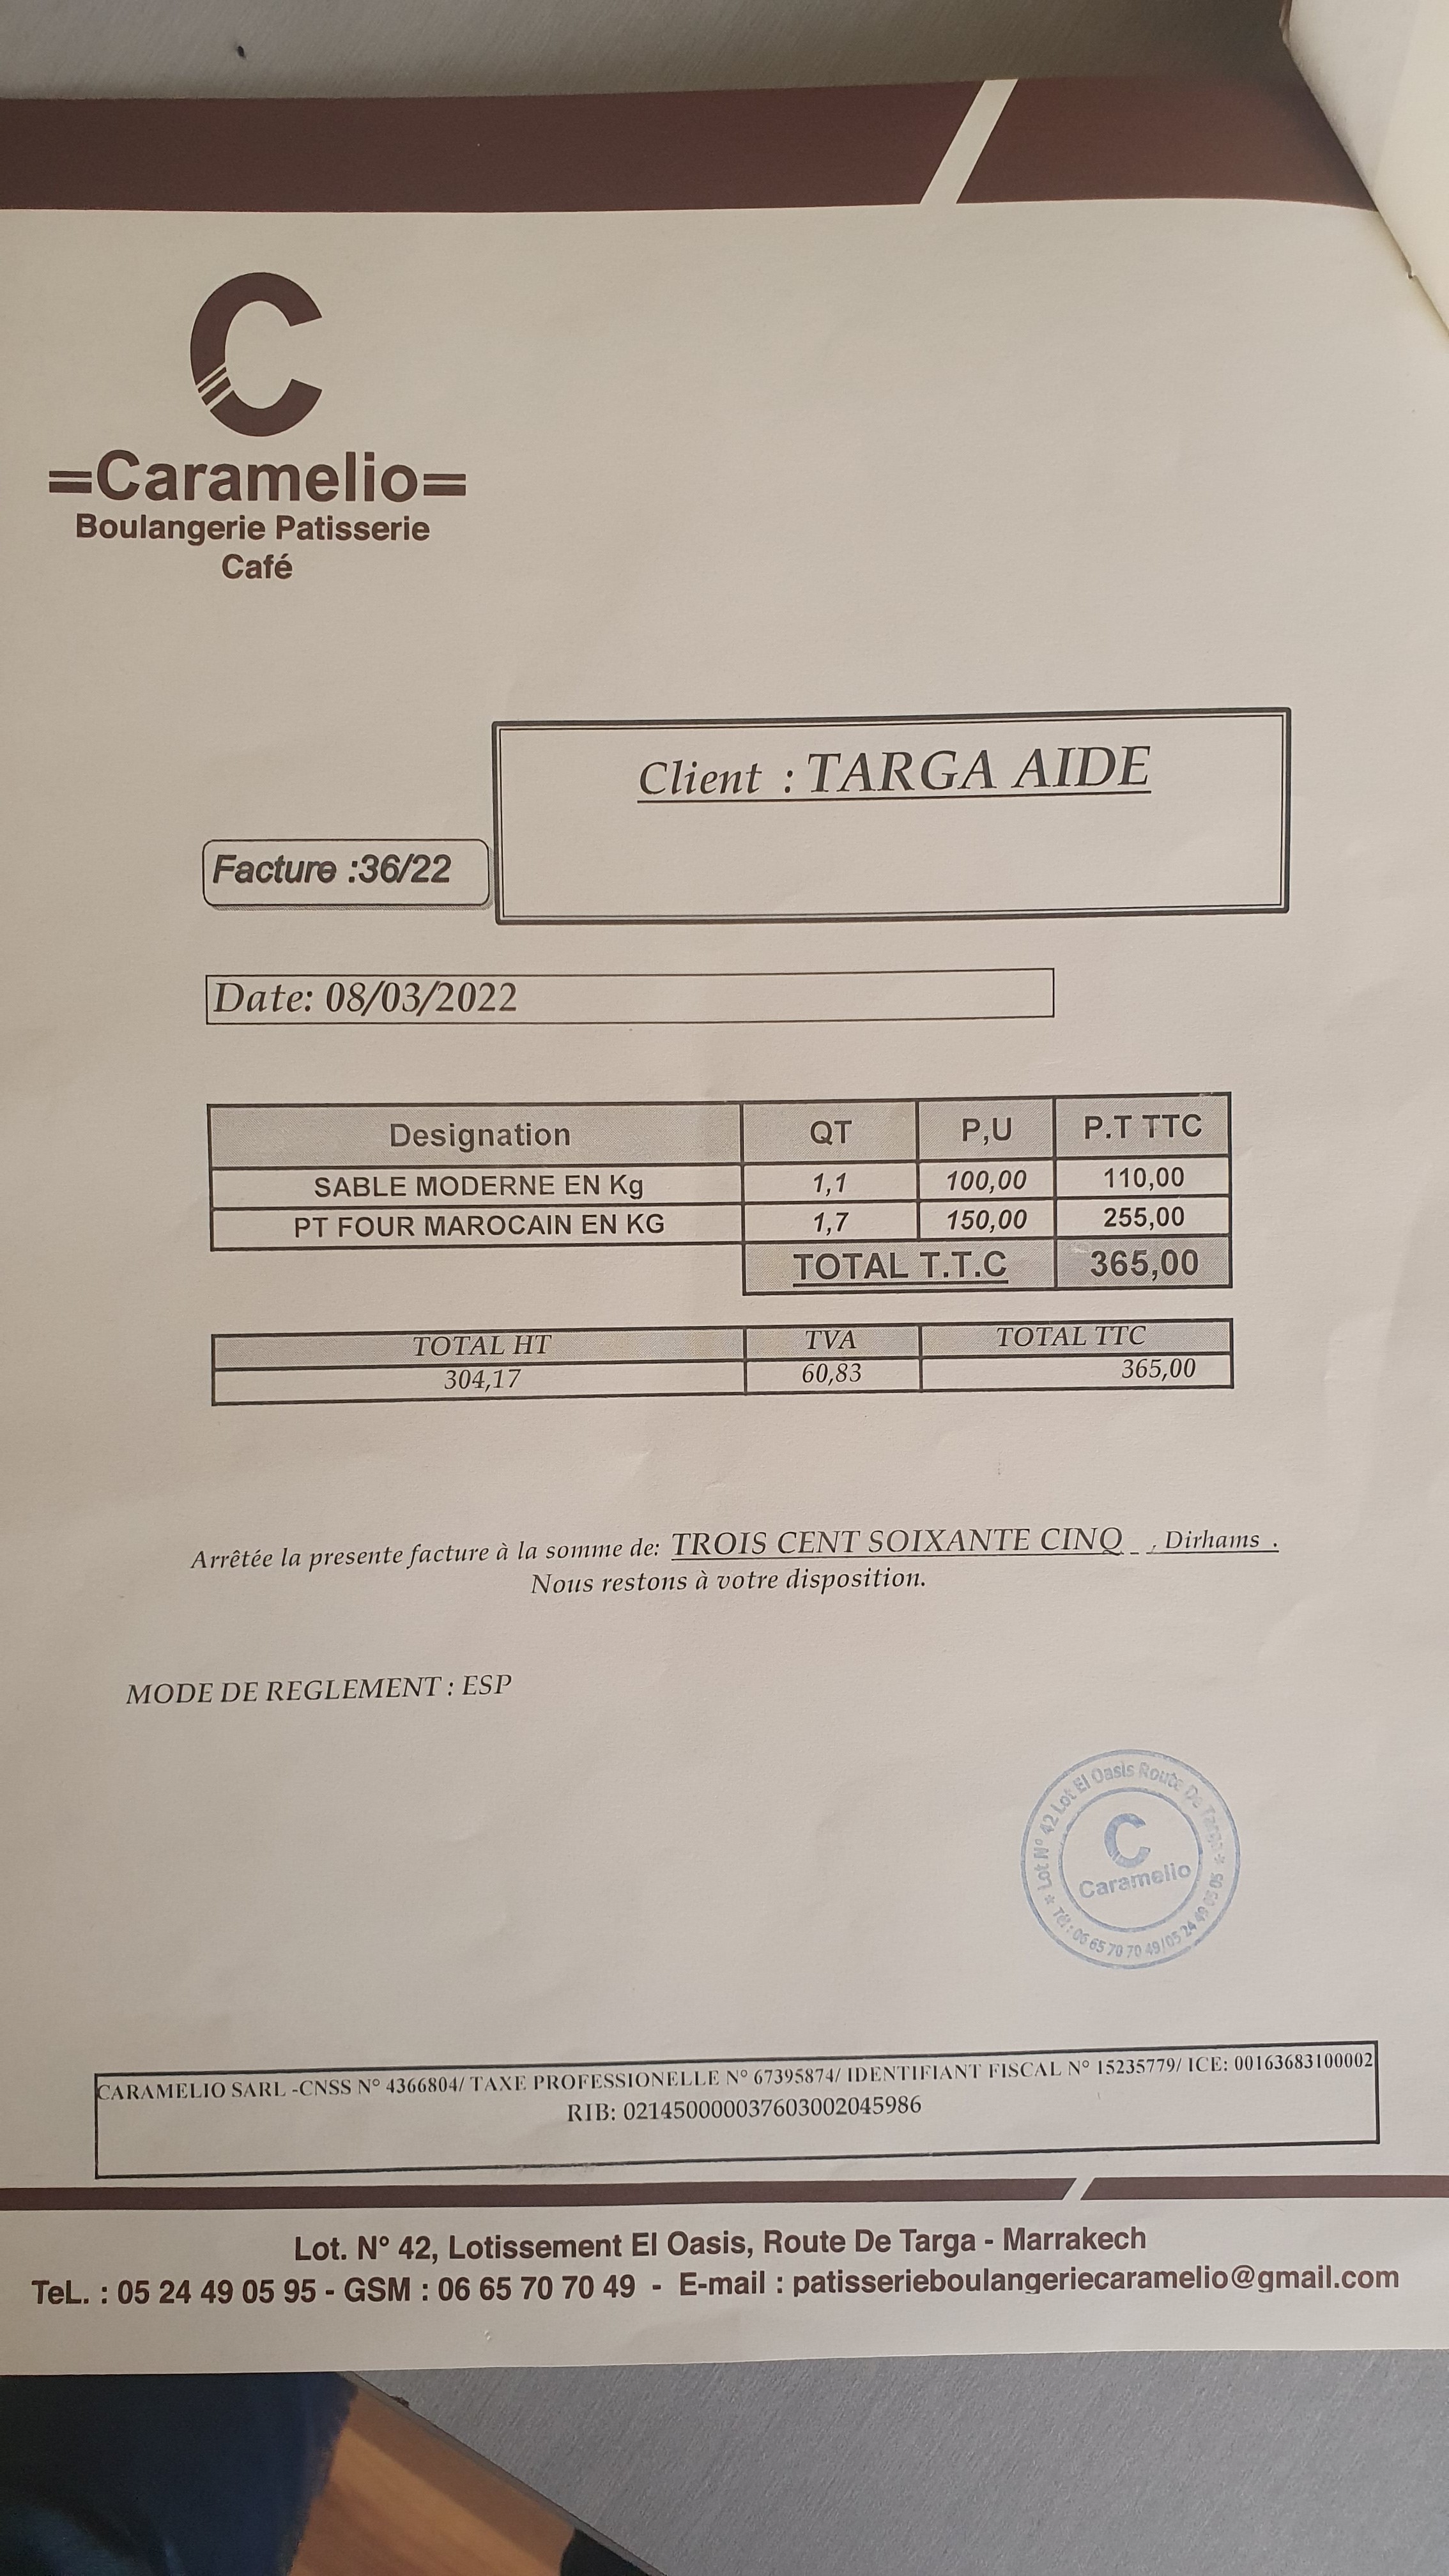 C
=Caramelio=
Boulangerie Patisserie
Café
Client : TARGA AIDE
Facture :36/22
Date: 08/03/2022
Designation QT P,U P.T TTC
SABLE MODERNE EN Kg 1,1 100,00 110,00
PT FOUR MAROCAIN EN KG 1,7 150,00 255,00
TOTAL T.T.C 365,00
TOTAL HT TVA TOTAL TTC
304,17 60,83 365,00
Arrêtée la presente facture à la somme de: TROIS CENT SOIXANTE CINQ _ , Dirhams .
Nous restons à votre disposition.
MODE DE REGLEMENT : ESP
Lot N° 42 Lot El Oasis Route De Targa
C
Caramelio
* Tél : 06 65 70 70 49/05 24 49 05 05 *
CARAMELIO SARL -CNSS N° 4366804/ TAXE PROFESSIONELLE N° 67395874/ IDENTIFIANT FISCAL N° 15235779/ ICE: 00163683100002
RIB: 021450000037603002045986
Lot. N° 42, Lotissement El Oasis, Route De Targa - Marrakech
TeL. : 05 24 49 05 95 - GSM : 06 65 70 70 49 - E-mail : patisserieboulangeriecaramelio@gmail.com